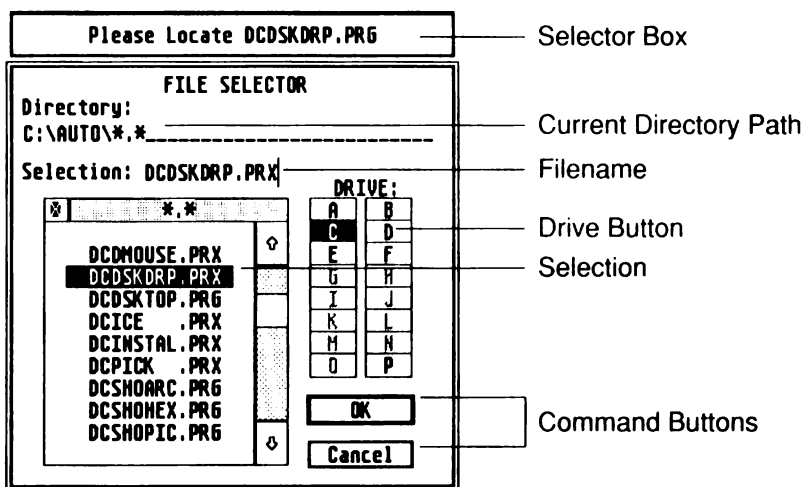 Please Locate DCDSKDRP.PRG
Selector Box
FILE SELECTOR
Directory:
C:\AUTO\*.*
Current Directory Path
Selection: DCDSKDRP.PRX
Filename
DRIVE:
*.*
A B
C D
Drive Button
E F
G H
I J
K L
M N
O P
DCDMOUSE.PRX
DCDSKDRP.PRX
Selection
DCDSKTOP.PRG
DCICE .PRX
DCINSTAL.PRX
DCPICK .PRX
DCSHOARC.PRG
DCSHOHEX.PRG
DCSHOPIC.PRG
OK
Cancel
Command Buttons